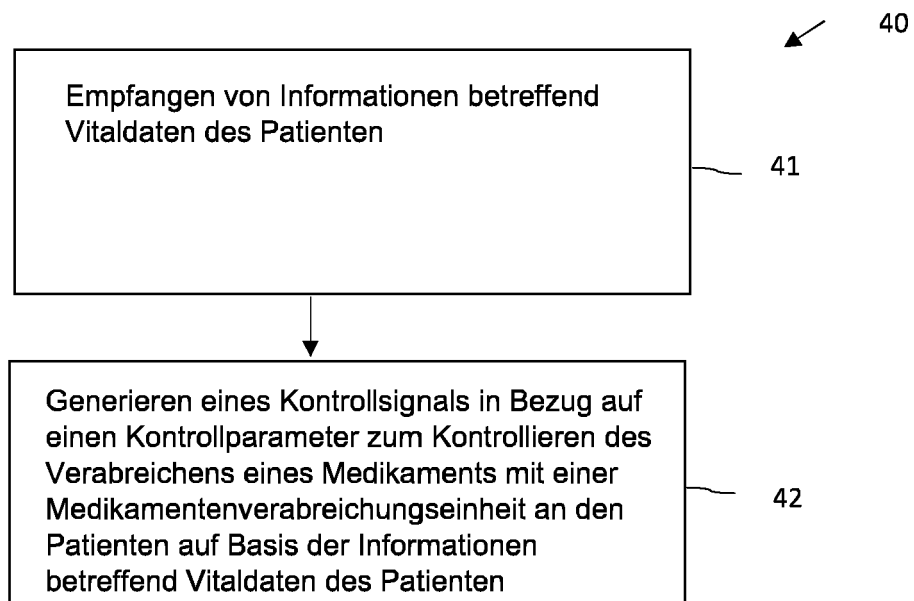 40
Empfangen von Informationen betreffend
Vitaldaten des Patienten
41
Generieren eines Kontrollsignals in Bezug auf
einen Kontrollparameter zum Kontrollieren des
Verabreichens eines Medikaments mit einer
Medikamentenverabreichungseinheit an den
Patienten auf Basis der Informationen
betreffend Vitaldaten des Patienten
42